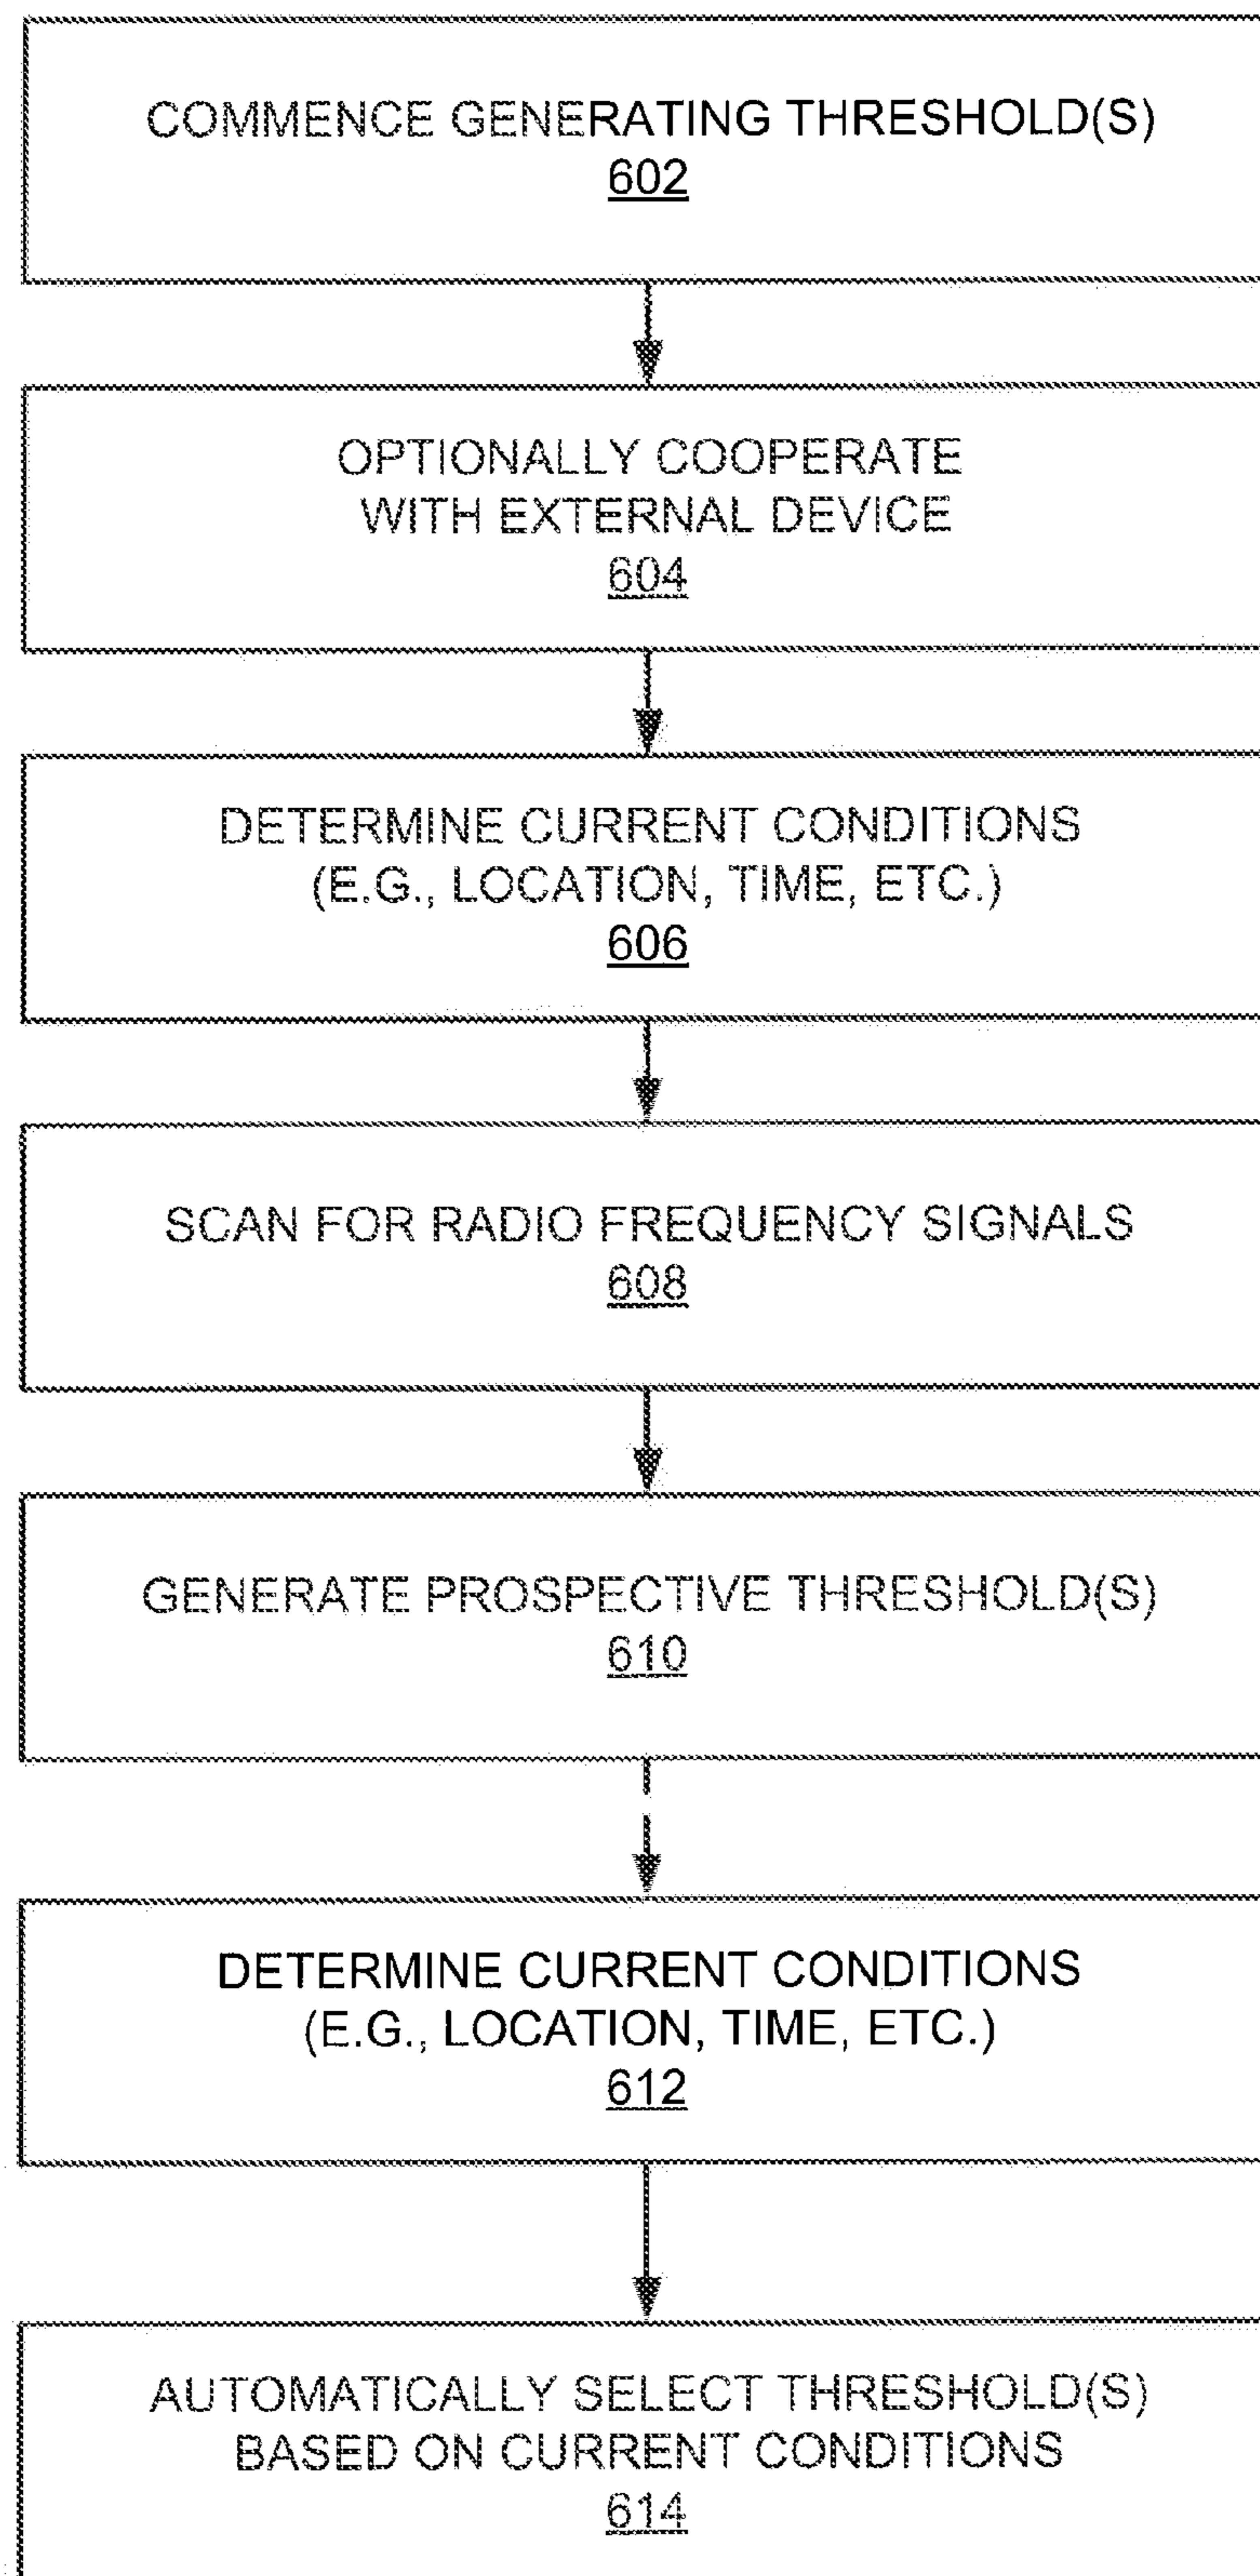 COMMENCE GENERATING THRESHOLD(S)
602
OPTIONALLY COOPERATE
WITH EXTERNAL DEVICE
604
DETERMINE CURRENT CONDITIONS
(E.G., LOCATION, TIME, ETC.)
606
SCAN FOR RADIO FREQUENCY SIGNALS
608
GENERATE PROSPECTIVE THRESHOLD(S)
610
DETERMINE CURRENT CONDITIONS
(E.G., LOCATION, TIME, ETC.)
612
AUTOMATICALLY SELECT THRESHOLD(S)
BASED ON CURRENT CONDITIONS
614